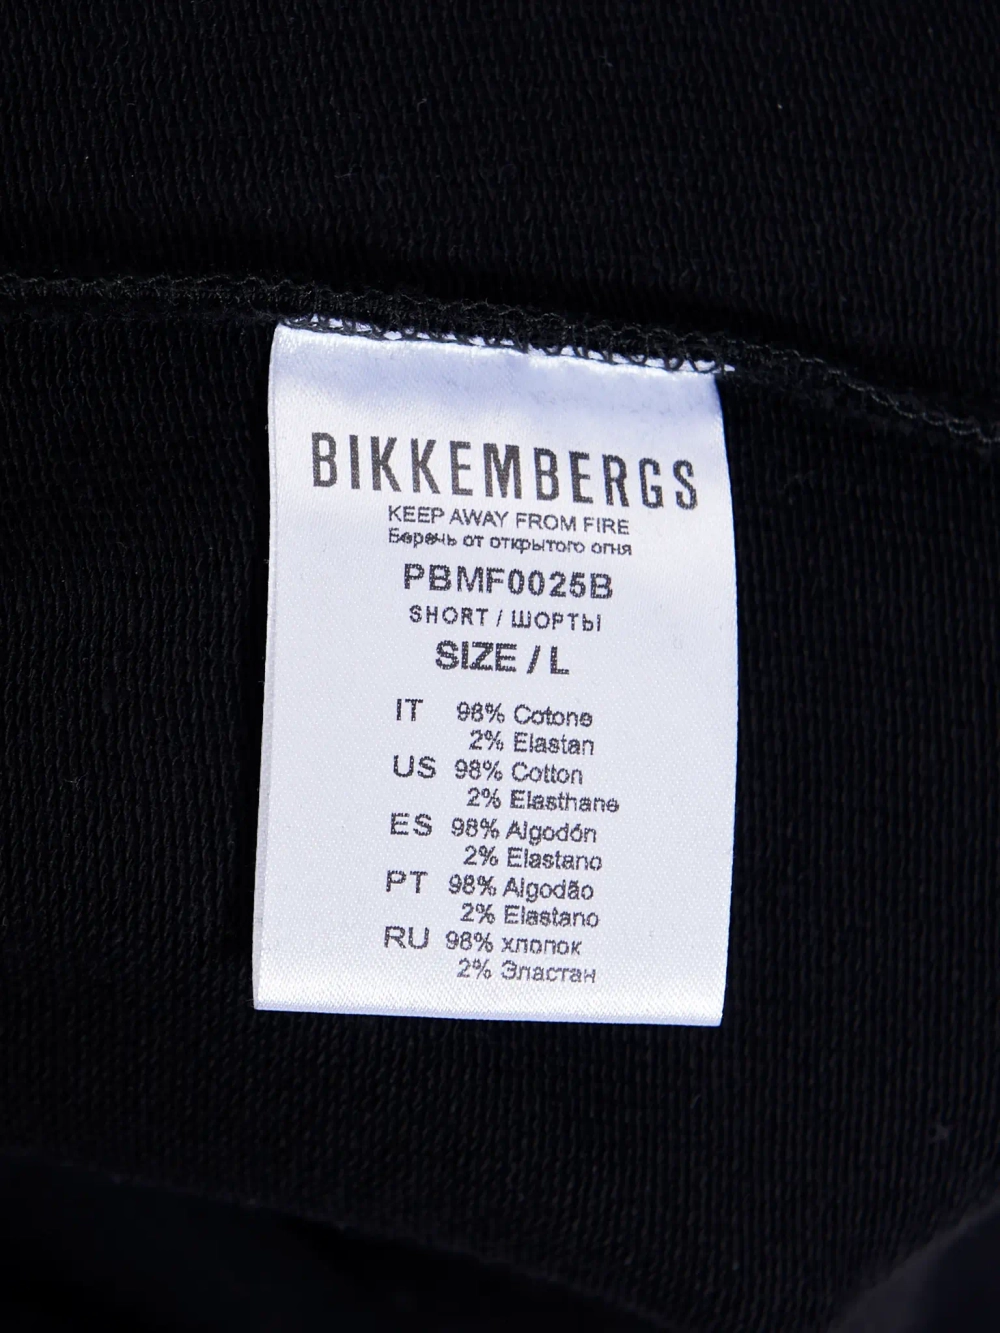 BIKKEMBERGS
KEEP AWAY FROM FIRE
Беречь от открытого огня
PBMF0025B
SHORT / ШОРТЫ
SIZE / L
IT 98% Cotone
2% Elastan
US 98% Cotton
2% Elasthane
ES 98% Algodón
2% Elastano
PT 98% Algodão
2% Elastano
RU 98% хлопок
2% Эластан